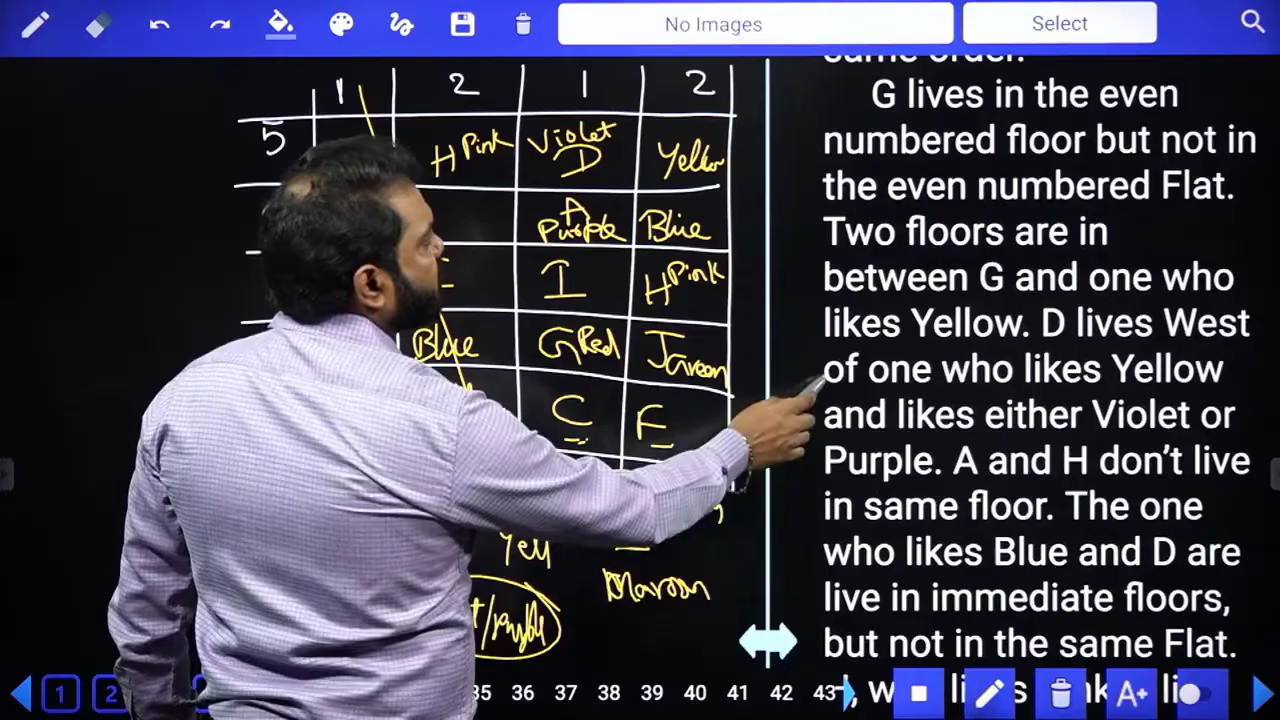 No Images
Select
1 2 1 2
5 H Pink Violet D Yellow
A Purple Blue
I H Pink
Blue G Red J Green
C F
Yell
Maroon
/Purple
same order.
G lives in the even
numbered floor but not in
the even numbered Flat.
Two floors are in
between G and one who
likes Yellow. D lives West
of one who likes Yellow
and likes either Violet or
Purple. A and H don’t live
in same floor. The one
who likes Blue and D are
live in immediate floors,
but not in the same Flat.
1 2 35 36 37 38 39 40 41 42 43
A+